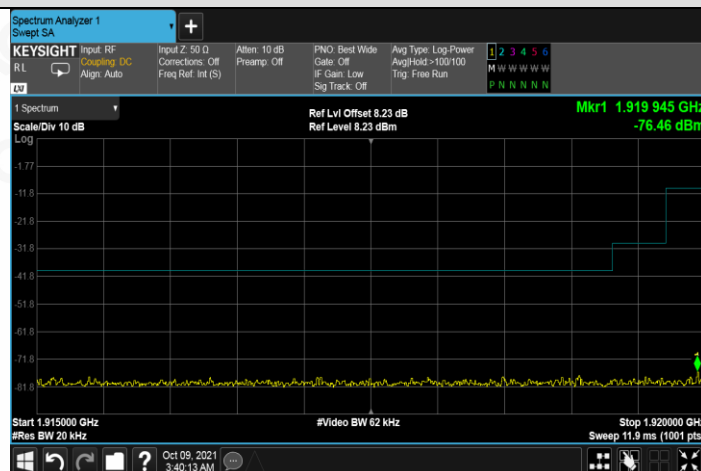 Spectrum Analyzer 1
Swept SA
KEYSIGHT
RL
Input: RF
Coupling: DC
Align: Auto
Input Z: 50 Ω
Corrections: Off
Freq Ref: Int (S)
Atten: 10 dB
Preamp: Off
PNO: Best Wide
Gate: Off
IF Gain: Low
Sig Track: Off
Avg Type: Log-Power
Avg|Hold:>100/100
Trig: Free Run
1 2 3 4 5 6
M W W W W W
P N N N N N
1 Spectrum
Scale/Div 10 dB
Log
Ref Lvl Offset 8.23 dB
Ref Level 8.23 dBm
Mkr1 1.919 945 GHz
-76.46 dBm
-1.77
-11.8
-21.8
-31.8
-41.8
-51.8
-61.8
-71.8
-81.8
1
Start 1.915000 GHz
#Res BW 20 kHz
#Video BW 62 kHz
Stop 1.920000 GHz
Sweep 11.9 ms (1001 pts
?
Oct 09, 2021
3:40:13 AM